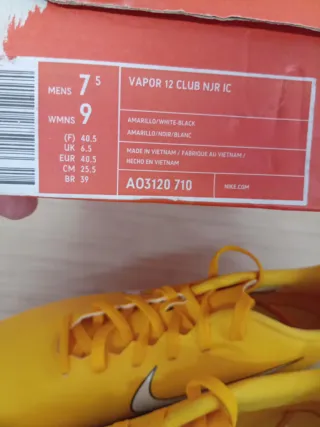 MENS 7.5
WMNS 9
(F) 40.5
UK 6.5
EUR 40.5
CM 25.5
BR 39
VAPOR 12 CLUB NJR IC
AMARILLO/WHITE-BLACK
AMARILLO/NOIR/BLANC
MADE IN VIETNAM / FABRIQUE AU VIETNAM /
HECHO EN VIETNAM
AO3120 710
NIKE.COM